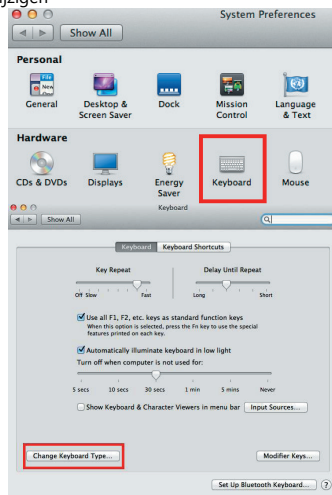 System Preferences
Show All
Personal
File
New
General
Desktop &
Screen Saver
Dock
Mission
Control
Language
& Text
Hardware
CDs & DVDs
Displays
Energy
Saver
Keyboard
Mouse
Keyboard
Show All
Keyboard Keyboard Shortcuts
Key Repeat Delay Until Repeat
Off Slow Fast Long Short
Use all F1, F2, etc. keys as standard function keys
When this option is selected, press the Fn key to use the special
features printed on each key.
Automatically illuminate keyboard in low light
Turn off when computer is not used for:
5 secs 10 secs 30 secs 1 min 5 mins Never
Show Keyboard & Character Viewers in menu bar Input Sources...
Change Keyboard Type... Modifier Keys...
Set Up Bluetooth Keyboard... ?